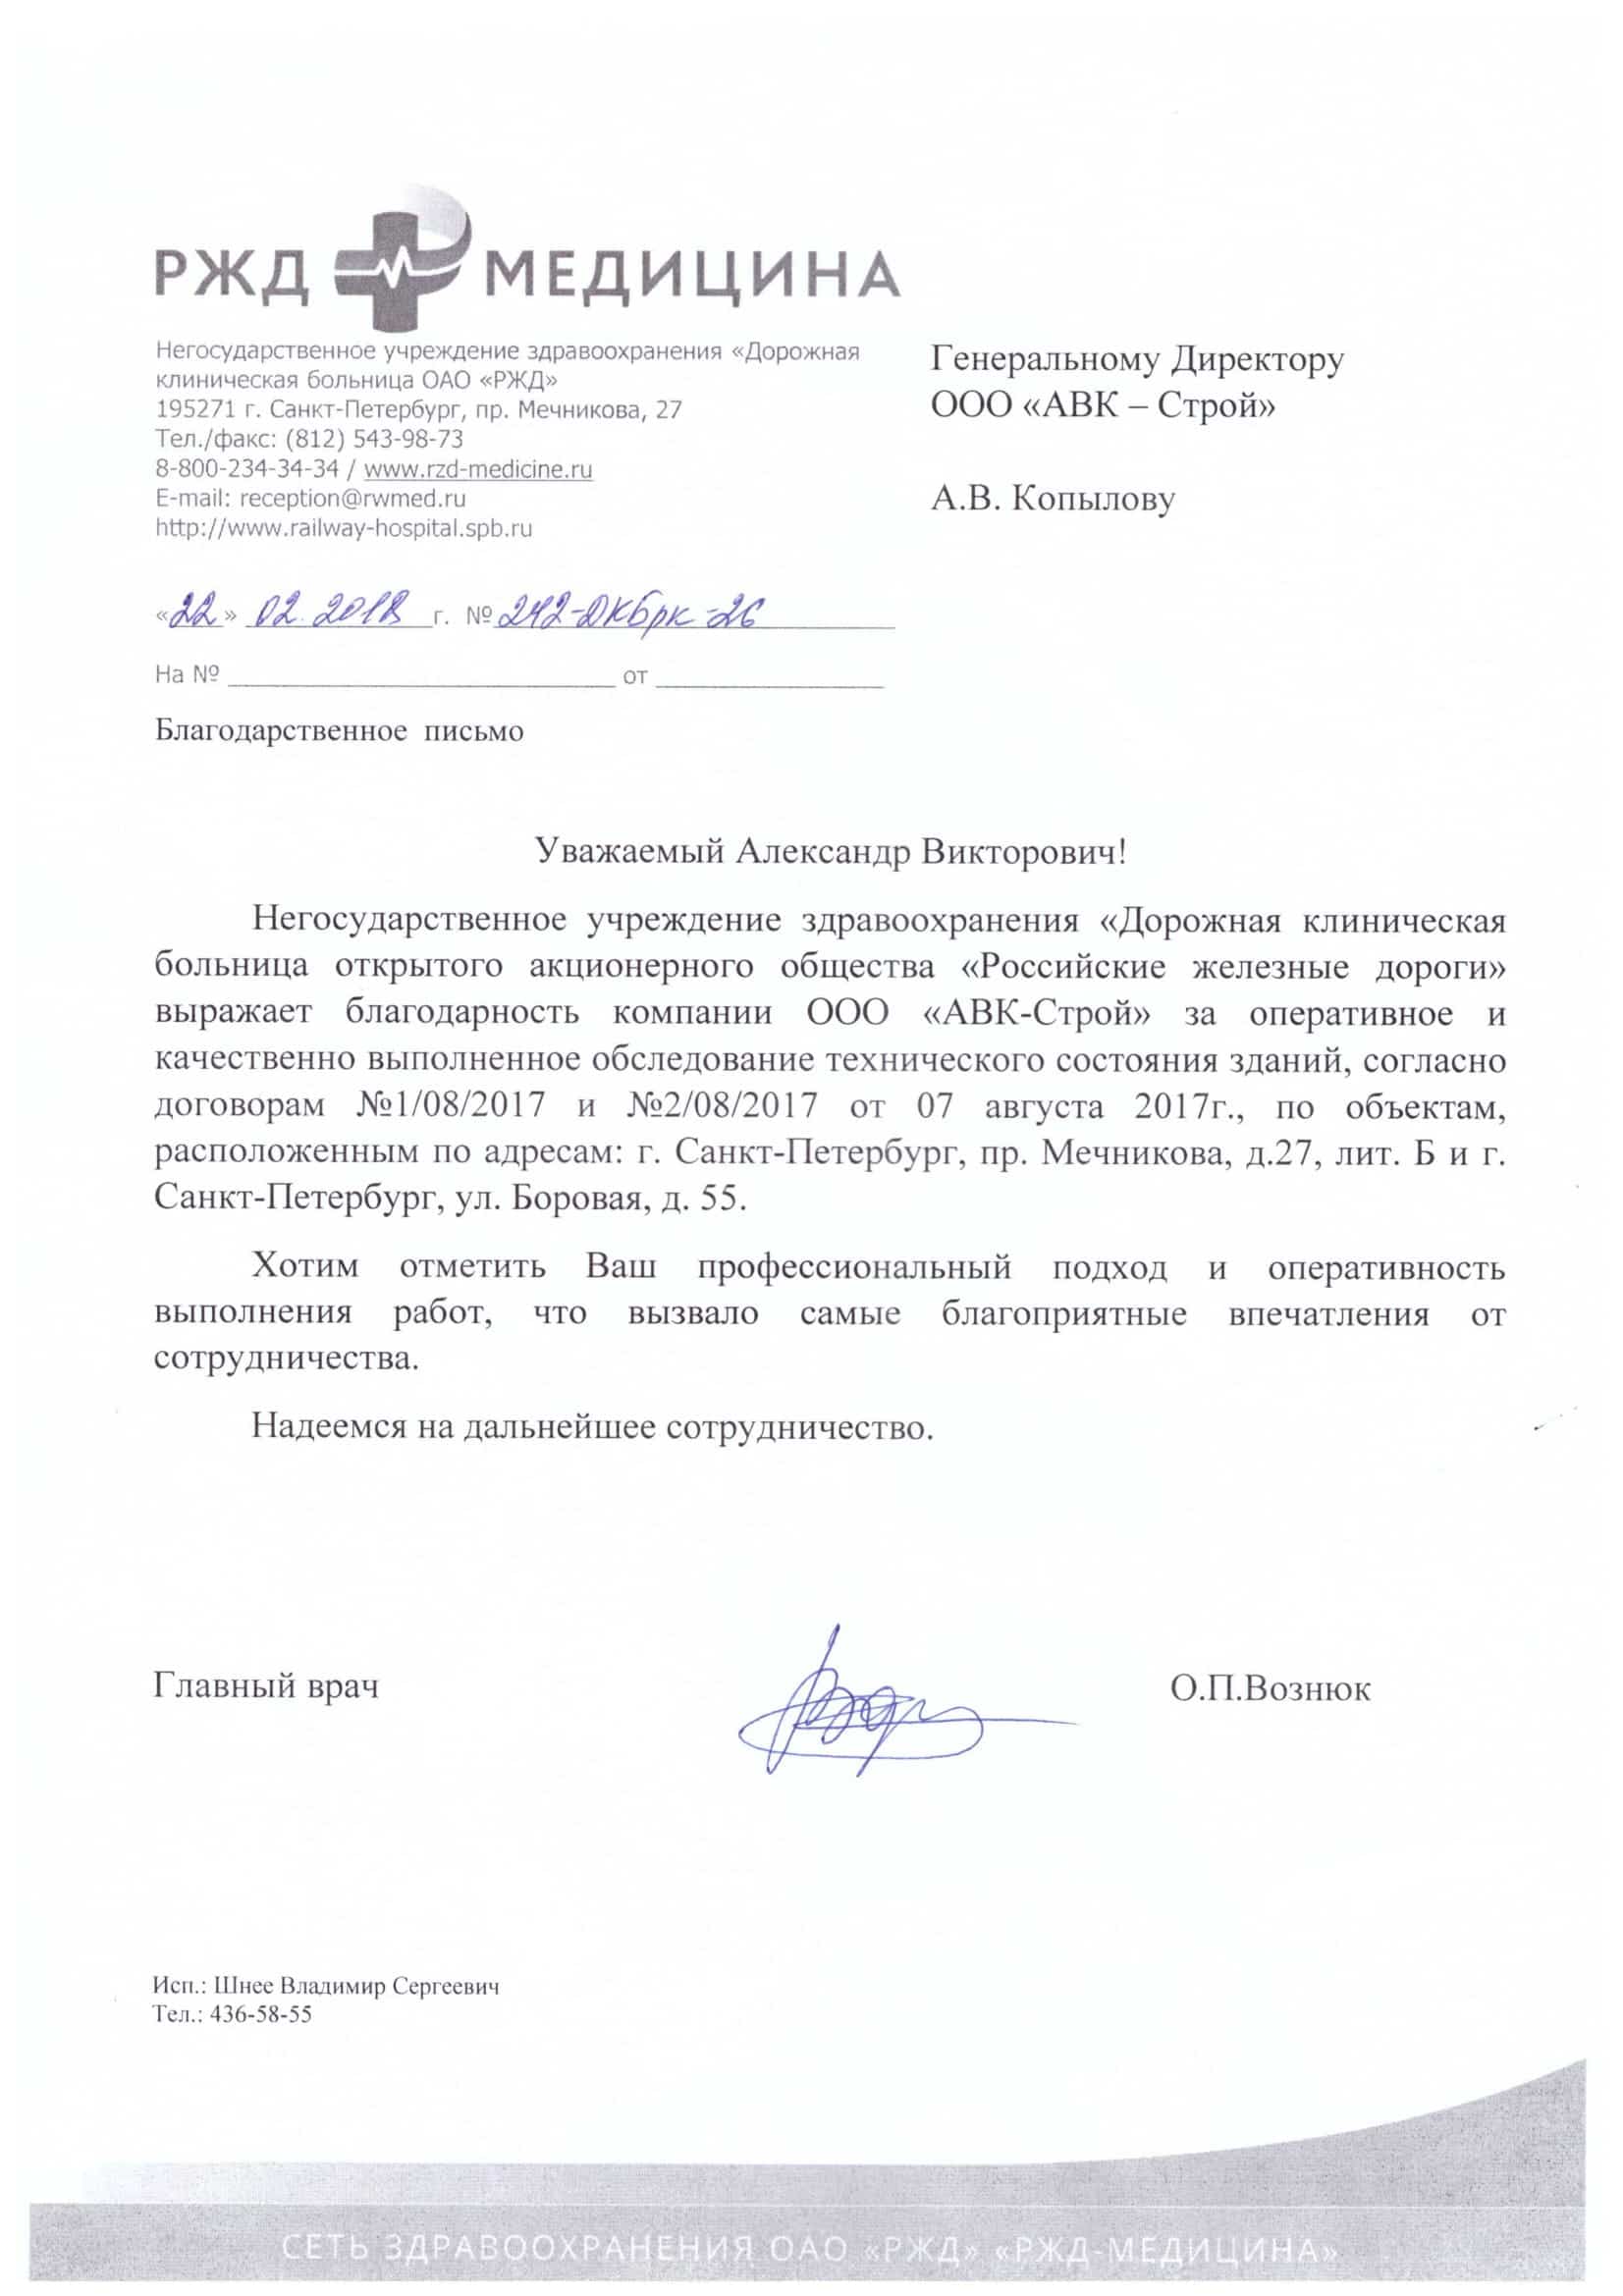 РЖД МЕДИЦИНА
Негосударственное учреждение здравоохранения «Дорожная
клиническая больница ОАО «РЖД»
195271 г. Санкт-Петербург, пр. Мечникова, 27
Тел./факс: (812) 543-98-73
8-800-234-34-34 / www.rzd-medicine.ru
E-mail: reception@rwmed.ru
http://www.railway-hospital.spb.ru
Генеральному Директору
ООО «АВК – Строй»
А.В. Копылову
«22» 02.2018 г. № 242-ДКБрк-26
На № от
Благодарственное письмо
Уважаемый Александр Викторович!
Негосударственное учреждение здравоохранения «Дорожная клиническая
больница открытого акционерного общества «Российские железные дороги»
выражает благодарность компании ООО «АВК-Строй» за оперативное и
качественно выполненное обследование технического состояния зданий, согласно
договорам №1/08/2017 и №2/08/2017 от 07 августа 2017г., по объектам,
расположенным по адресам: г. Санкт-Петербург, пр. Мечникова, д.27, лит. Б и г.
Санкт-Петербург, ул. Боровая, д. 55.
Хотим отметить Ваш профессиональный подход и оперативность
выполнения работ, что вызвало самые благоприятные впечатления от
сотрудничества.
Надеемся на дальнейшее сотрудничество.
Главный врач О.П.Вознюк
Исп.: Шнее Владимир Сергеевич
Тел.: 436-58-55
СЕТЬ ЗДРАВООХРАНЕНИЯ ОАО «РЖД» «РЖД-МЕДИЦИНА»